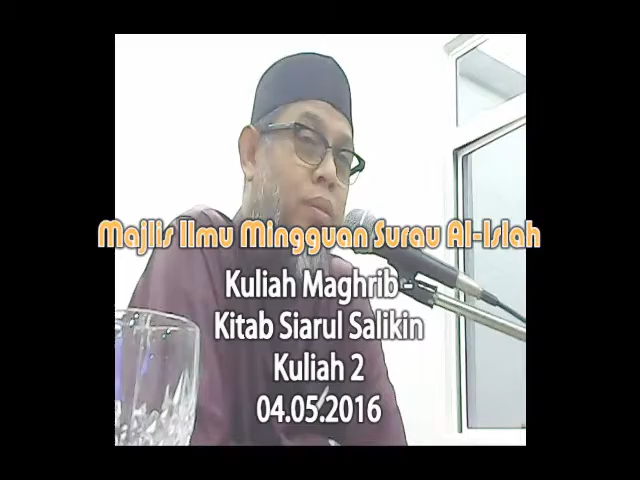 Majlis Ilmu Mingguan Surau Al-Islah
Kuliah Maghrib -
Kitab Siarul Salikin
Kuliah 2
04.05.2016